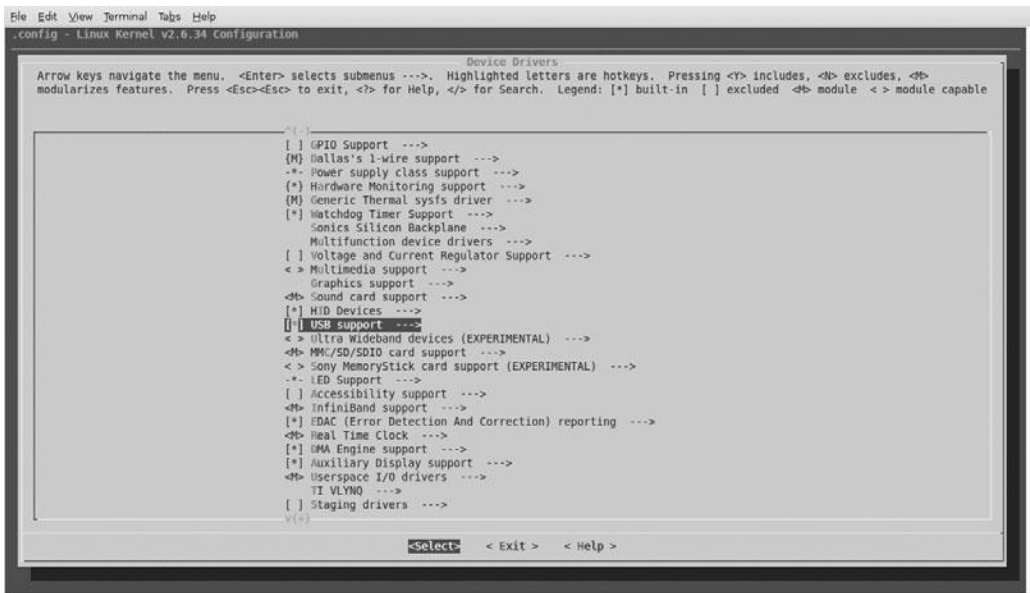 File Edit View Terminal Tabs Help
.config - Linux Kernel v2.6.34 Configuration
Device Drivers
Arrow keys navigate the menu. <Enter> selects submenus --->. Highlighted letters are hotkeys. Pressing <Y> includes, <N> excludes, <M>
modularizes features. Press <Esc><Esc> to exit, <?> for Help, </> for Search. Legend: [*] built-in [ ] excluded <M> module < > module capable
^(-)
[ ] GPIO Support --->
{M} Dallas's 1-wire support --->
-*- Power supply class support --->
{*} Hardware Monitoring support --->
{M} Generic Thermal sysfs driver --->
[*] Watchdog Timer Support --->
Sonics Silicon Backplane --->
Multifunction device drivers --->
[ ] Voltage and Current Regulator Support --->
< > Multimedia support --->
Graphics support --->
<M> Sound card support --->
[*] HID Devices --->
[*] USB support --->
< > Ultra Wideband devices (EXPERIMENTAL) --->
<M> MMC/SD/SDIO card support --->
< > Sony MemoryStick card support (EXPERIMENTAL) --->
-*- LED Support --->
[ ] Accessibility support --->
<M> InfiniBand support --->
[*] EDAC (Error Detection And Correction) reporting --->
<M> Real Time Clock --->
[*] DMA Engine support --->
[*] Auxiliary Display support --->
<M> Userspace I/O drivers --->
TI VLYNQ --->
[ ] Staging drivers --->
v(+)
<Select> < Exit > < Help >